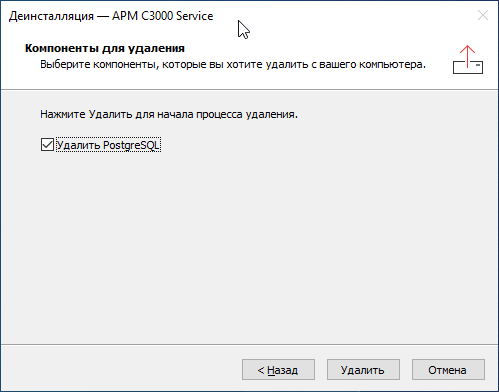 Деинсталляция — АРМ С3000 Service
Компоненты для удаления
Выберите компоненты, которые вы хотите удалить с вашего компьютера.
Нажмите Удалить для начала процесса удаления.
Удалить PostgreSQL
< Назад
Удалить
Отмена